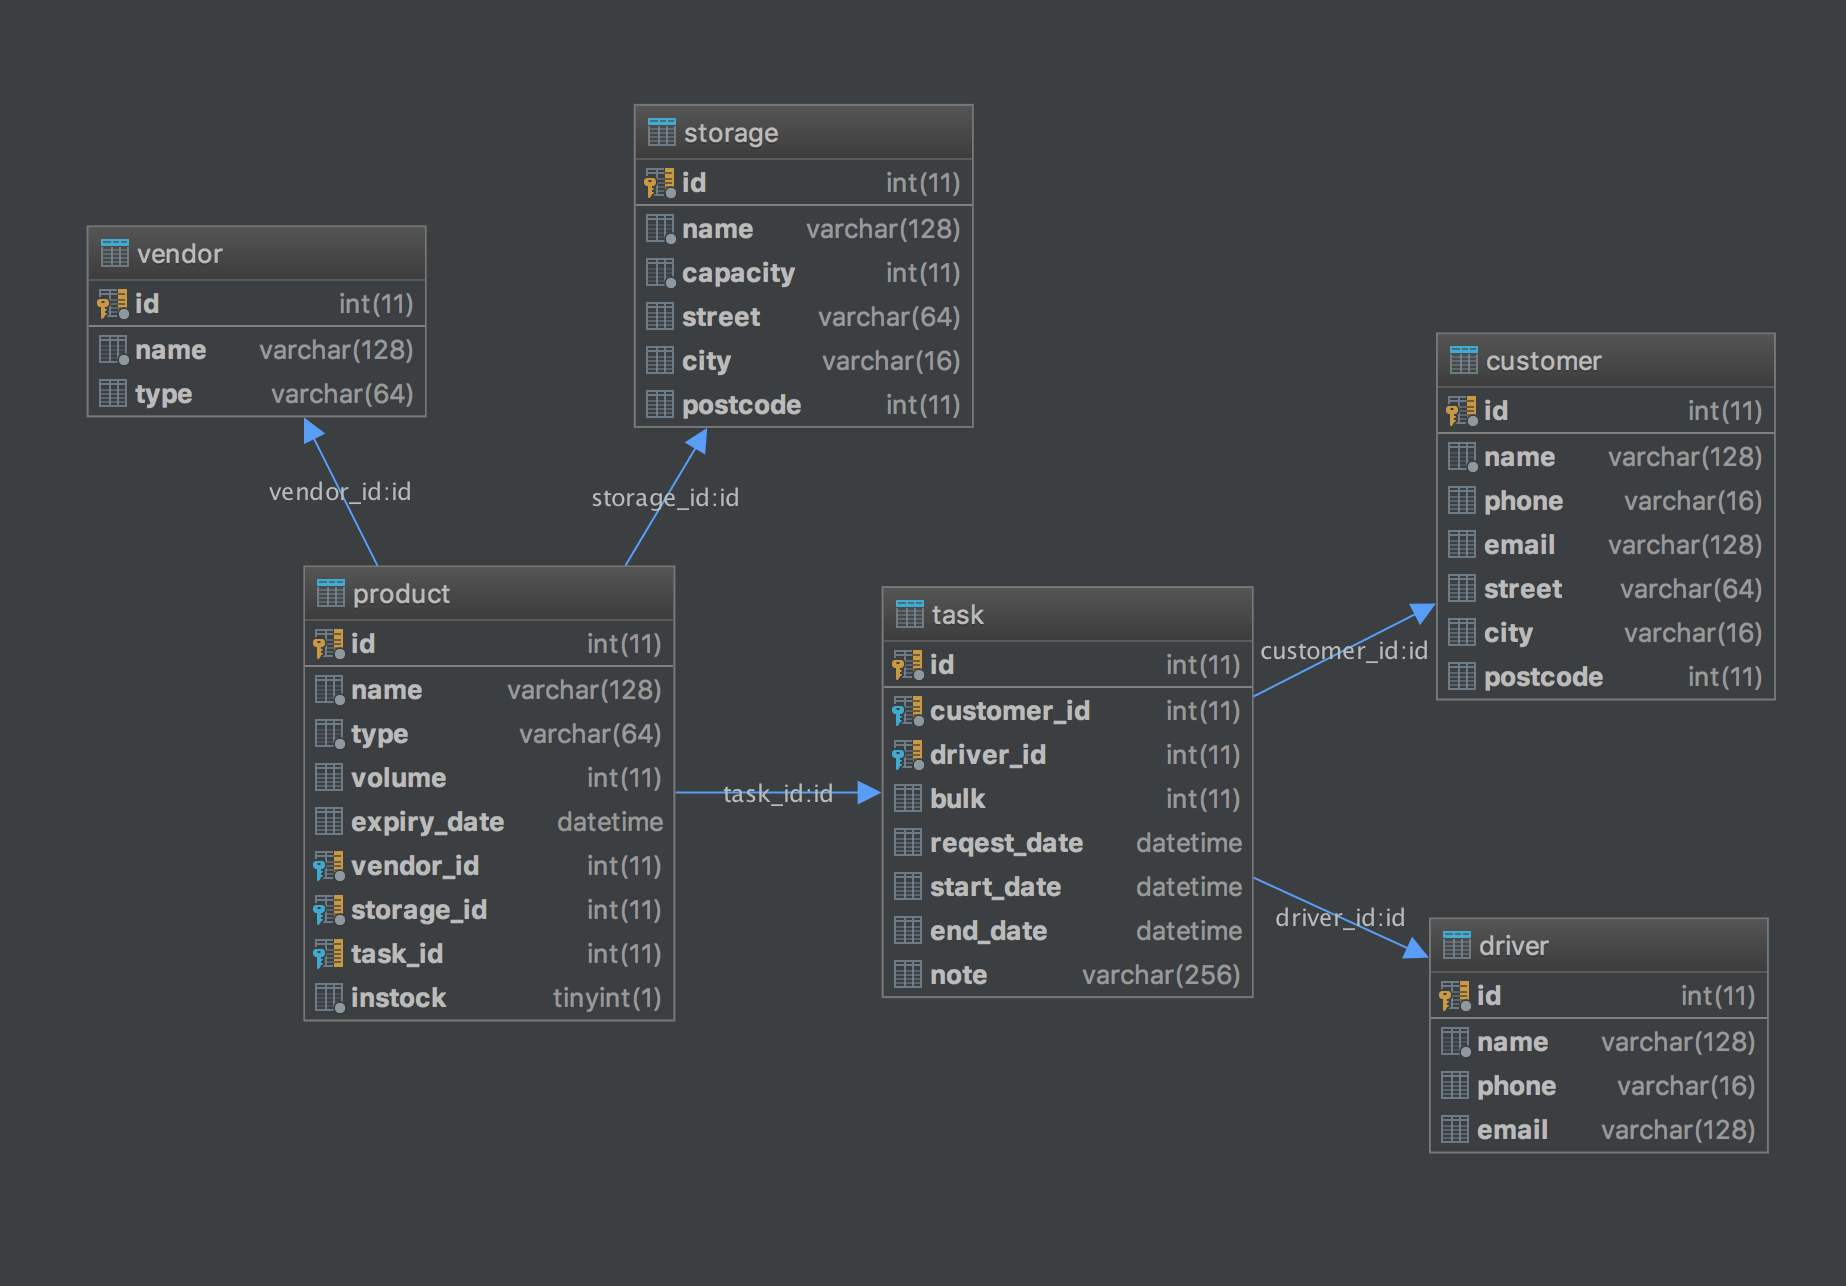 storage
id int(11)
name varchar(128)
capacity int(11)
street varchar(64)
city varchar(16)
postcode int(11)
vendor
id int(11)
name varchar(128)
type varchar(64)
customer
id int(11)
name varchar(128)
phone varchar(16)
email varchar(128)
street varchar(64)
city varchar(16)
postcode int(11)
vendor_id:id
storage_id:id
product
id int(11)
name varchar(128)
type varchar(64)
volume int(11)
expiry_date datetime
vendor_id int(11)
storage_id int(11)
task_id int(11)
instock tinyint(1)
task_id:id
task
id int(11)
customer_id int(11)
driver_id int(11)
bulk int(11)
reqest_date datetime
start_date datetime
end_date datetime
note varchar(256)
customer_id:id
driver_id:id
driver
id int(11)
name varchar(128)
phone varchar(16)
email varchar(128)